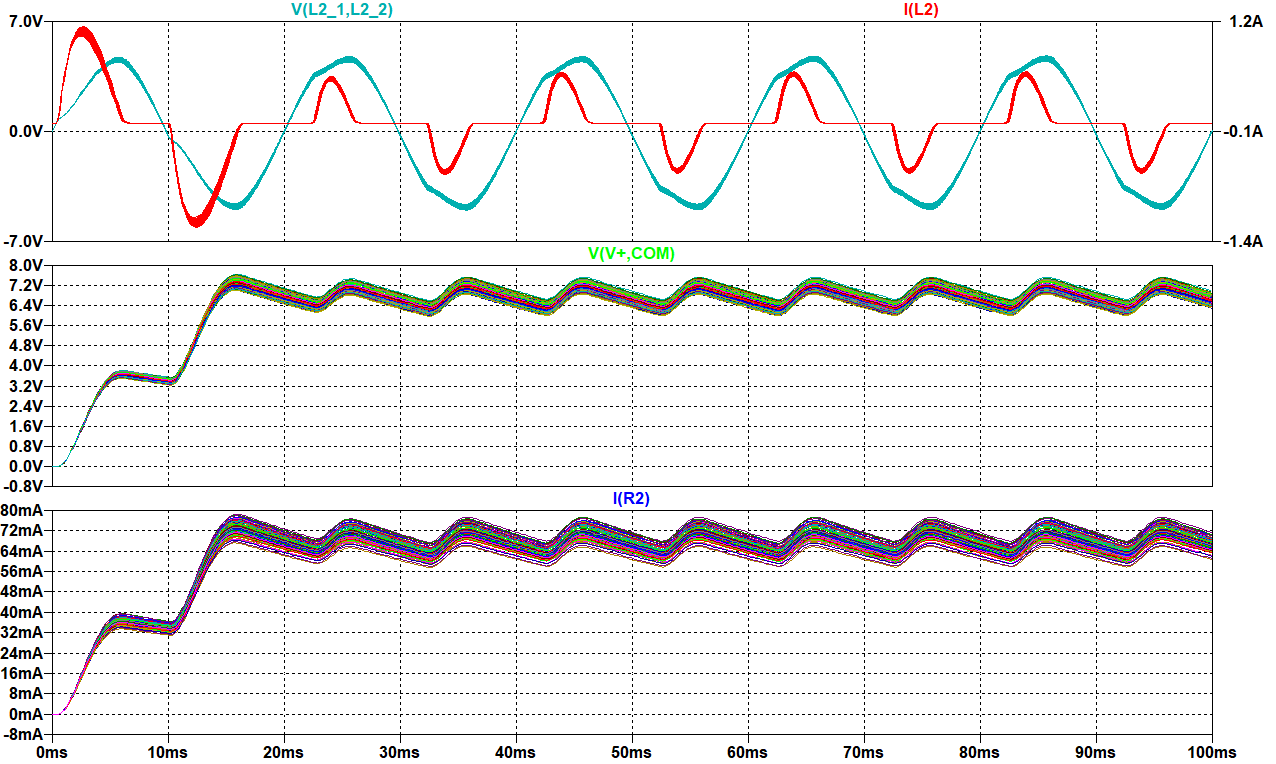 V(L2_1,L2_2) I(L2)
7.0V 1.2A
0.0V -0.1A
-7.0V -1.4A
V(V+,COM)
8.0V
7.2V
6.4V
5.6V
4.8V
4.0V
3.2V
2.4V
1.6V
0.8V
0.0V
-0.8V
I(R2)
80mA
72mA
64mA
56mA
48mA
40mA
32mA
24mA
16mA
8mA
0mA
-8mA
0ms 10ms 20ms 30ms 40ms 50ms 60ms 70ms 80ms 90ms 100ms